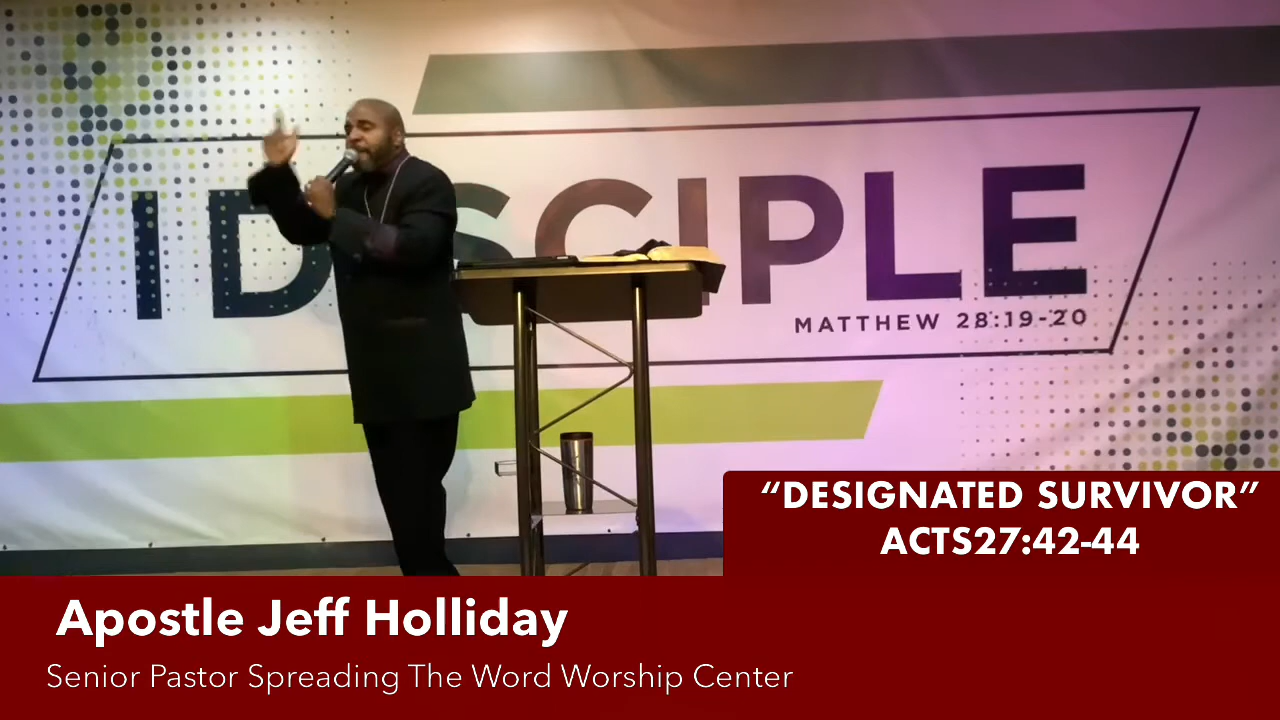 I DISCIPLE
MATTHEW 28:19-20
“DESIGNATED SURVIVOR”
ACTS27:42-44
Apostle Jeff Holliday
Senior Pastor Spreading The Word Worship Center